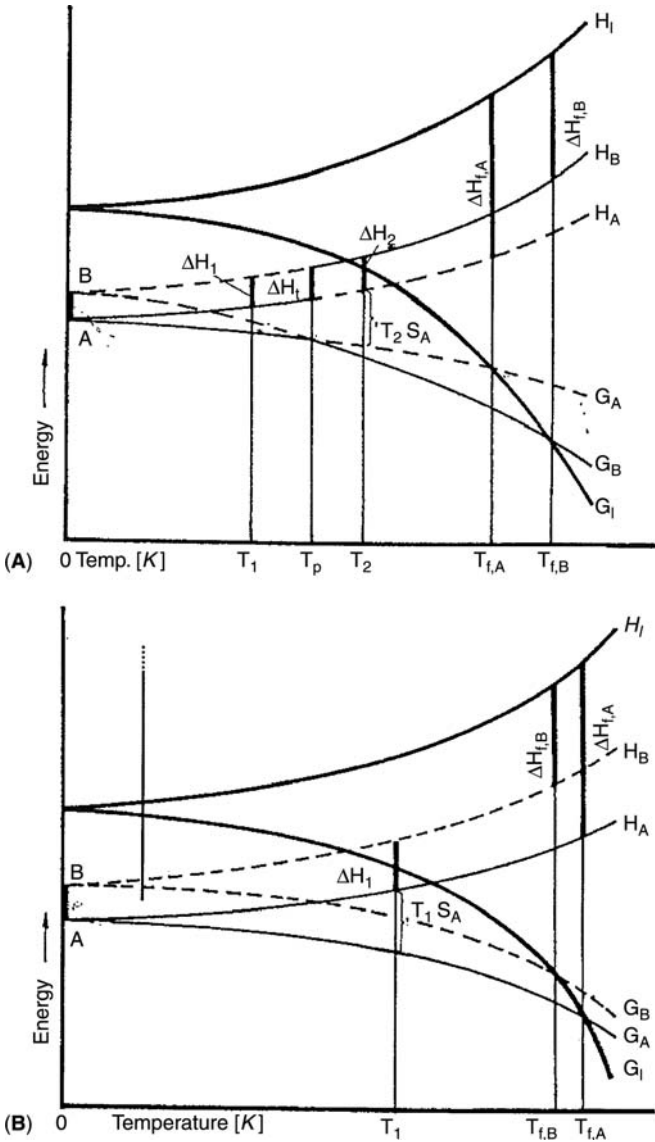 H_l
ΔH_f,B
ΔH_f,A
H_B
H_A
ΔH_2
ΔH_1
B
ΔH_t
T_2 S_A
A
G_A
Energy
G_B
G_l
(A)
0 Temp. [K] T_1 T_p T_2 T_f,A T_f,B
H_l
ΔH_f,B
ΔH_f,A
H_B
H_A
B
ΔH_1
T_1 S_A
A
Energy
G_B
G_A
G_l
(B)
0 Temperature [K] T_1 T_f,B T_f,A